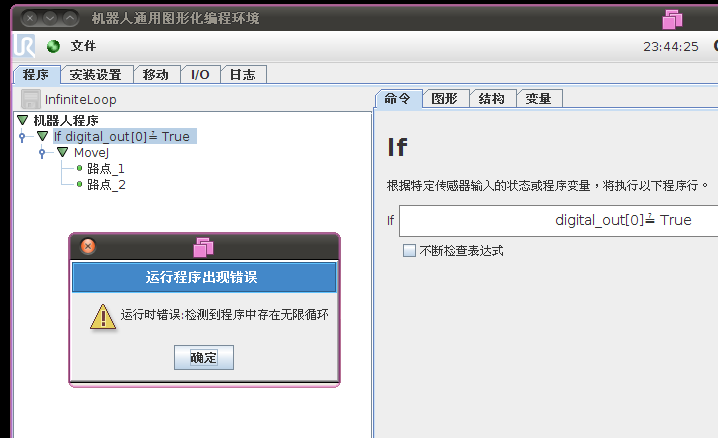 机器人通用图形化编程环境
UR 文件 23:44:25
程序 安装设置 移动 I/O 日志
InfiniteLoop
机器人程序
If digital_out[0]≟ True
MoveJ
路点_1
路点_2
命令 图形 结构 变量
If
根据特定传感器输入的状态或程序变量，将执行以下程序行。
If digital_out[0]≟ True
不断检查表达式
运行程序出现错误
运行时错误:检测到程序中存在无限循环
确定